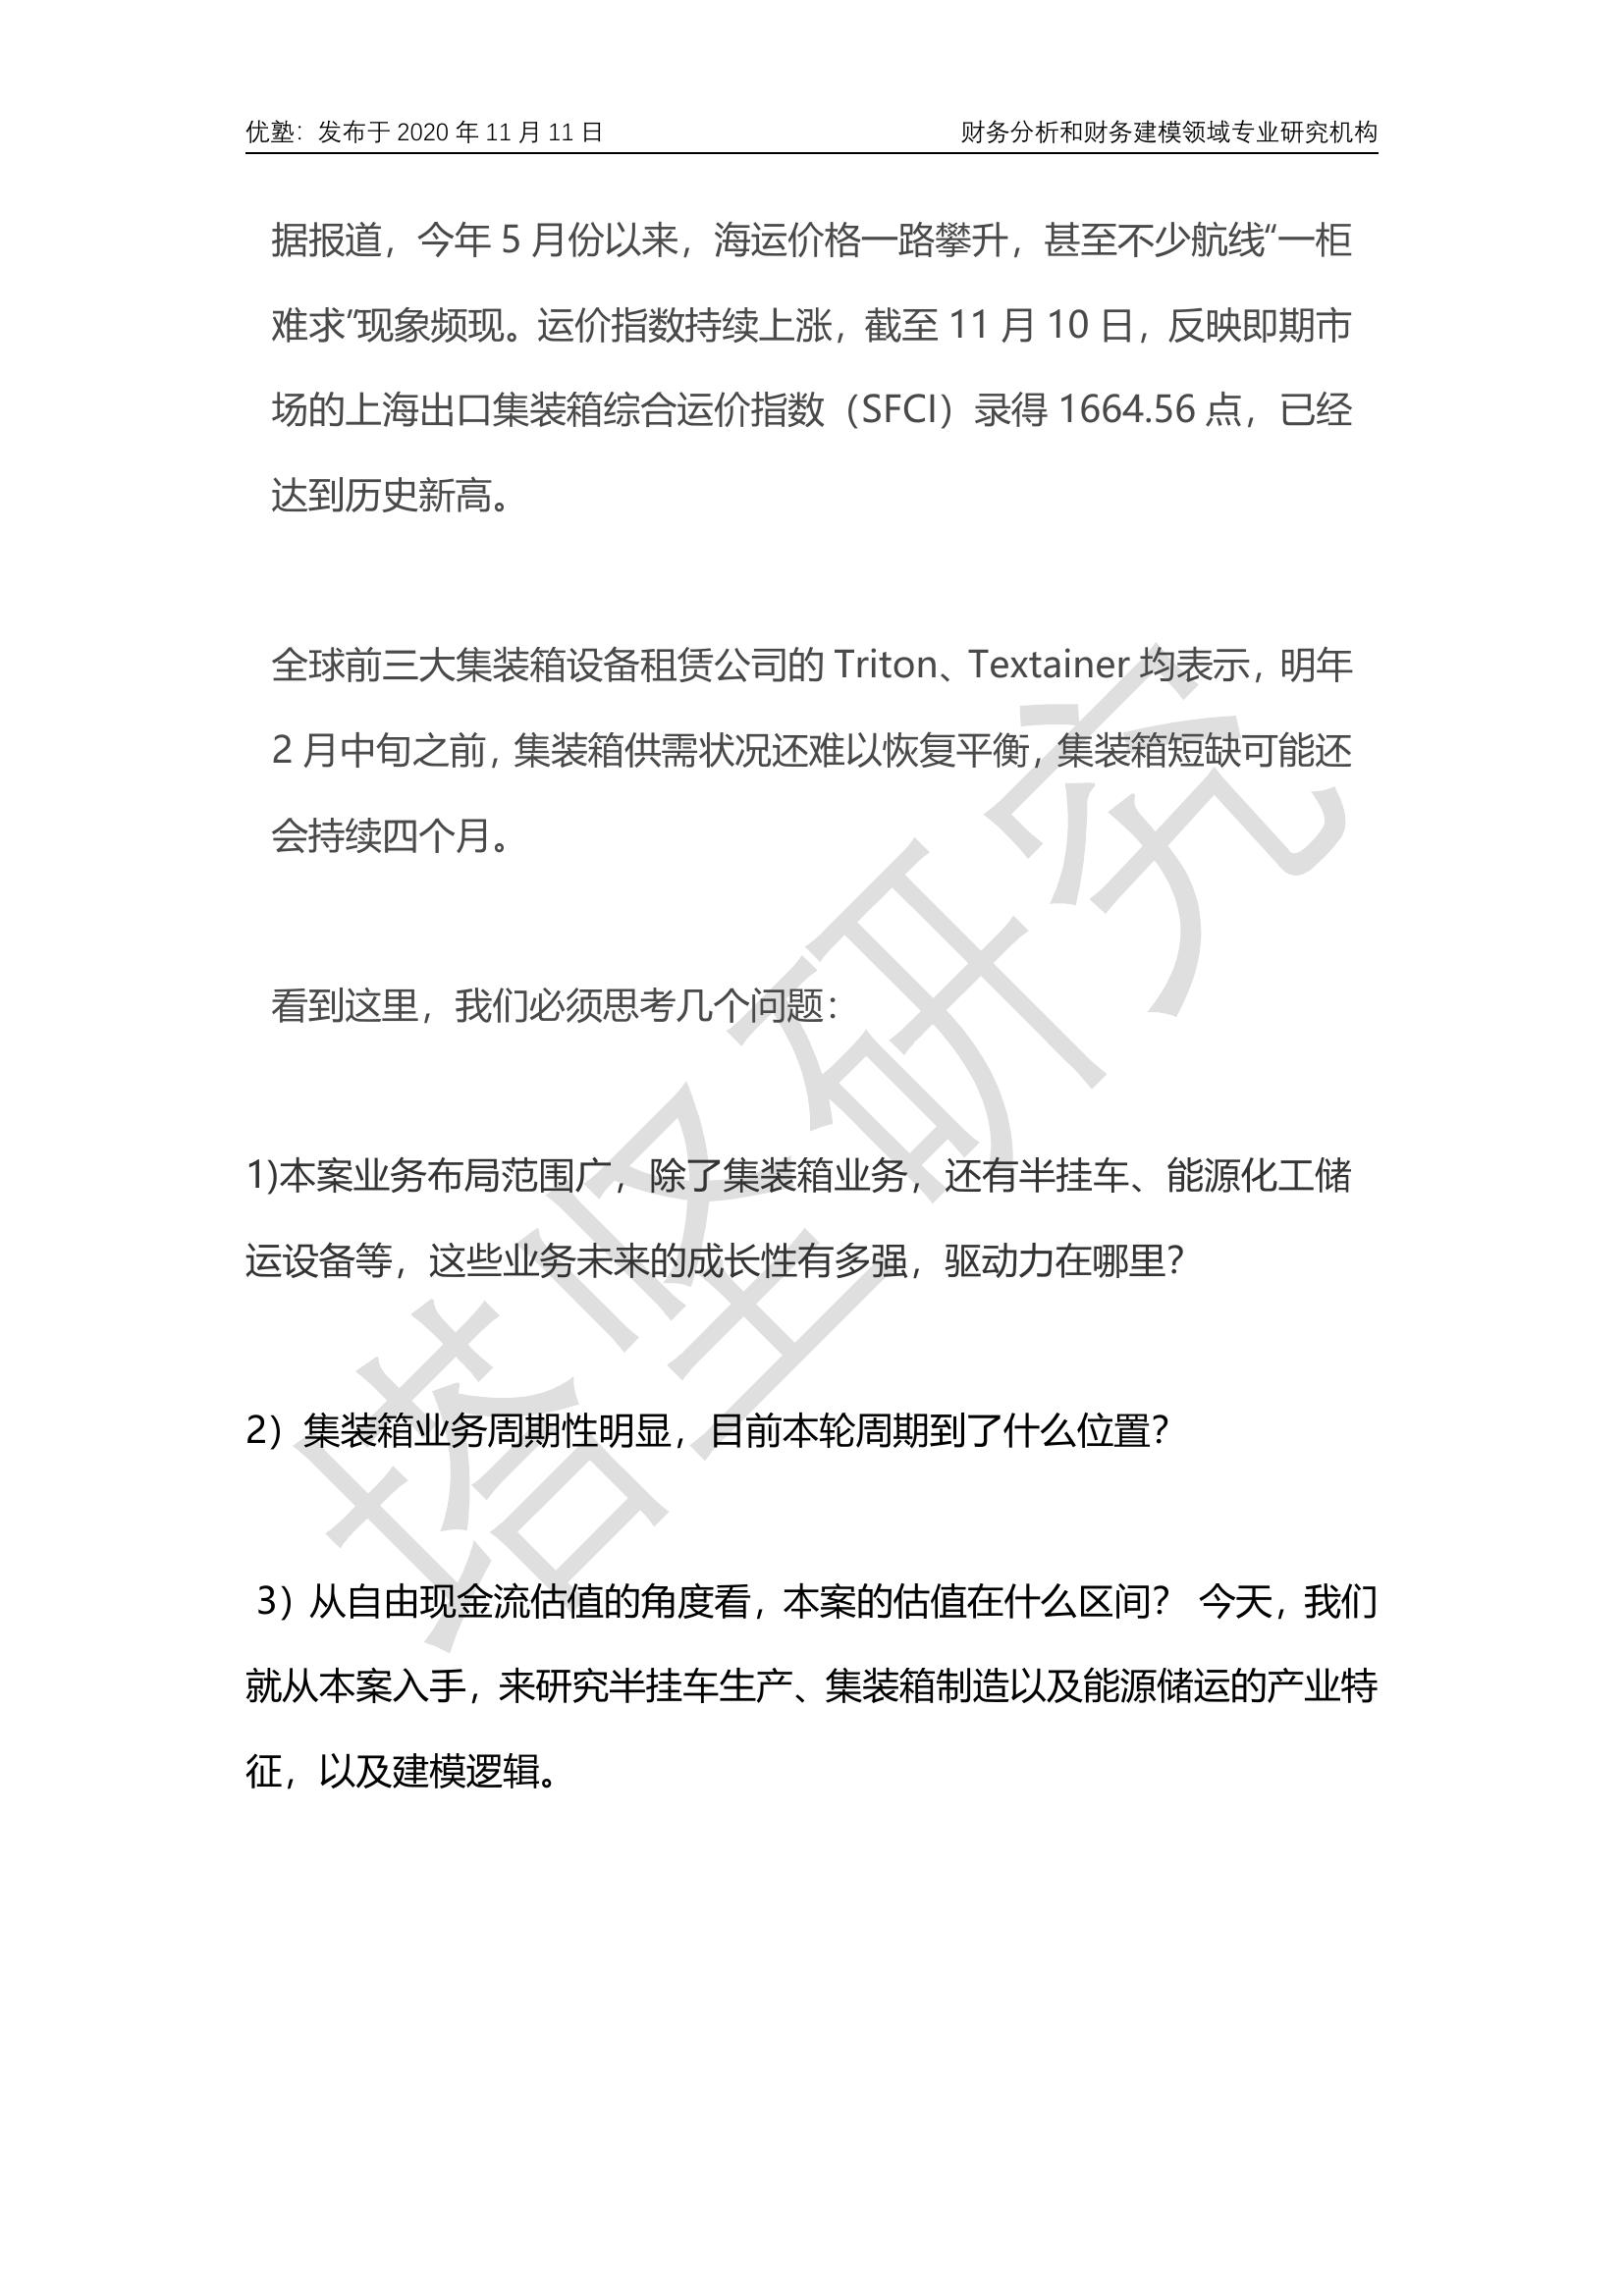 优塾：发布于 2020 年 11 月 11 日 财务分析和财务建模领域专业研究机构
据报道，今年 5 月份以来，海运价格一路攀升，甚至不少航线“一柜
难求”现象频现。运价指数持续上涨，截至 11 月 10 日，反映即期市
场的上海出口集装箱综合运价指数（SFCI）录得 1664.56 点，已经
达到历史新高。
全球前三大集装箱设备租赁公司的 Triton、Textainer 均表示，明年
2 月中旬之前，集装箱供需状况还难以恢复平衡，集装箱短缺可能还
会持续四个月。
看到这里，我们必须思考几个问题：
1)本案业务布局范围广，除了集装箱业务，还有半挂车、能源化工储
运设备等，这些业务未来的成长性有多强，驱动力在哪里？
2）集装箱业务周期性明显，目前本轮周期到了什么位置？
3）从自由现金流估值的角度看，本案的估值在什么区间？ 今天，我们
就从本案入手，来研究半挂车生产、集装箱制造以及能源储运的产业特
征，以及建模逻辑。
塔坚研究